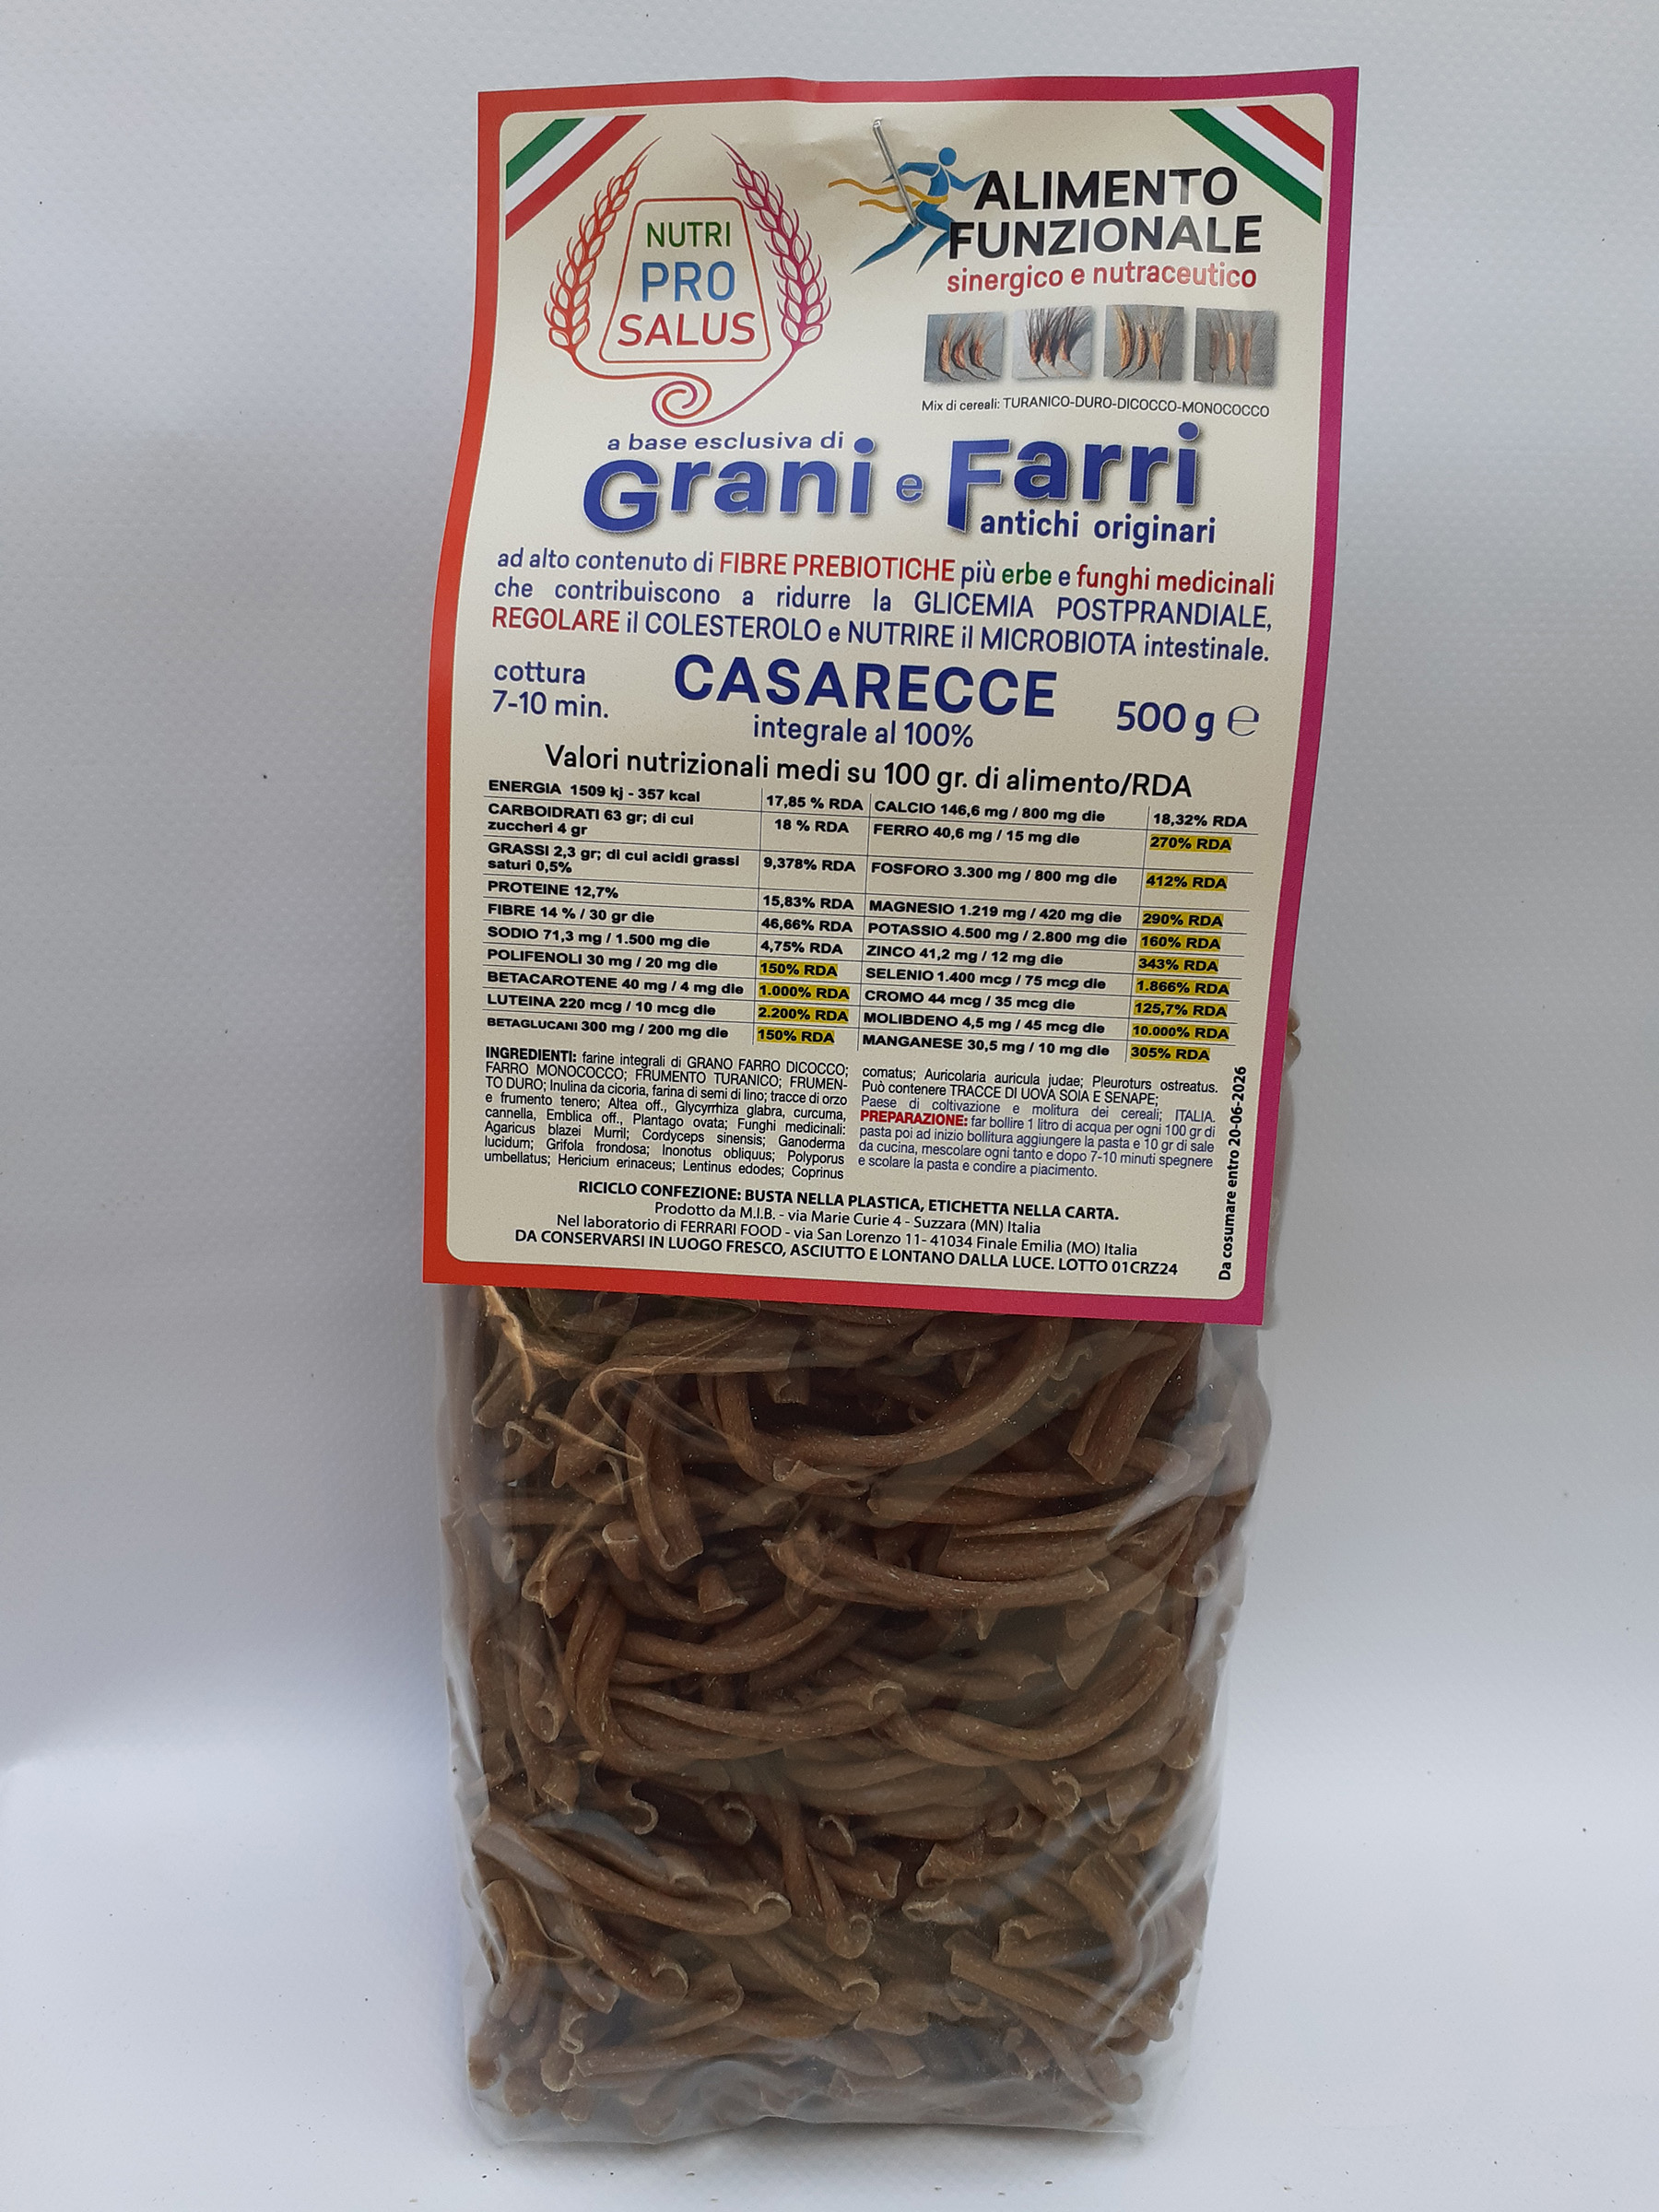 NUTRI
PRO
SALUS
ALIMENTO
FUNZIONALE
sinergico e nutraceutico
Mix di cereali: TURANICO-DURO-DICOCCO-MONOCOCCO
a base esclusiva di
Grani e Farri
antichi originari
ad alto contenuto di FIBRE PREBIOTICHE più erbe e funghi medicinali
che contribuiscono a ridurre la GLICEMIA POSTPRANDIALE,
REGOLARE il COLESTEROLO e NUTRIRE il MICROBIOTA intestinale.
cottura
7-10 min.
CASARECCE
integrale al 100%
500 g ℮
Valori nutrizionali medi su 100 gr. di alimento/RDA
ENERGIA 1509 kj - 357 kcal 17,85 % RDA
CARBOIDRATI 63 gr; di cui
zuccheri 4 gr 18 % RDA
GRASSI 2,3 gr; di cui acidi grassi
saturi 0,5% 9,378% RDA
PROTEINE 12,7% 15,83% RDA
FIBRE 14 % / 30 gr die 46,66% RDA
SODIO 71,3 mg / 1.500 mg die 4,75% RDA
POLIFENOLI 30 mg / 20 mg die 150% RDA
BETACAROTENE 40 mg / 4 mg die 1.000% RDA
LUTEINA 220 mcg / 10 mcg die 2.200% RDA
BETAGLUCANI 300 mg / 200 mg die 150% RDA
CALCIO 146,6 mg / 800 mg die 18,32% RDA
FERRO 40,6 mg / 15 mg die 270% RDA
FOSFORO 3.300 mg / 800 mg die 412% RDA
MAGNESIO 1.219 mg / 420 mg die 290% RDA
POTASSIO 4.500 mg / 2.800 mg die 160% RDA
ZINCO 41,2 mg / 12 mg die 343% RDA
SELENIO 1.400 mcg / 75 mcg die 1.866% RDA
CROMO 44 mcg / 35 mcg die 125,7% RDA
MOLIBDENO 4,5 mg / 45 mcg die 10.000% RDA
MANGANESE 30,5 mg / 10 mg die 305% RDA
INGREDIENTI: farine integrali di GRANO FARRO DICOCCO;
FARRO MONOCOCCO; FRUMENTO TURANICO; FRUMEN-
TO DURO; Inulina da cicoria, farina di semi di lino; tracce di orzo
e frumento tenero; Altea off., Glycyrrhiza glabra, curcuma,
cannella, Emblica off., Plantago ovata; Funghi medicinali:
Agaricus blazei Murril; Cordyceps sinensis; Ganoderma
lucidum; Grifola frondosa; Inonotus obliquus; Polyporus
umbellatus; Hericium erinaceus; Lentinus edodes; Coprinus
comatus; Auricolaria auricula judae; Pleuroturs ostreatus.
Può contenere TRACCE DI UOVA SOIA E SENAPE;
Paese di coltivazione e molitura dei cereali; ITALIA.
PREPARAZIONE: far bollire 1 litro di acqua per ogni 100 gr di
pasta poi ad inizio bollitura aggiungere la pasta e 10 gr di sale
da cucina, mescolare ogni tanto e dopo 7-10 minuti spegnere
e scolare la pasta e condire a piacimento.
Da cosumare entro 20-06-2026
RICICLO CONFEZIONE: BUSTA NELLA PLASTICA, ETICHETTA NELLA CARTA.
Prodotto da M.I.B. - via Marie Curie 4 - Suzzara (MN) Italia
Nel laboratorio di FERRARI FOOD - via San Lorenzo 11- 41034 Finale Emilia (MO) Italia
DA CONSERVARSI IN LUOGO FRESCO, ASCIUTTO E LONTANO DALLA LUCE. LOTTO 01CRZ24